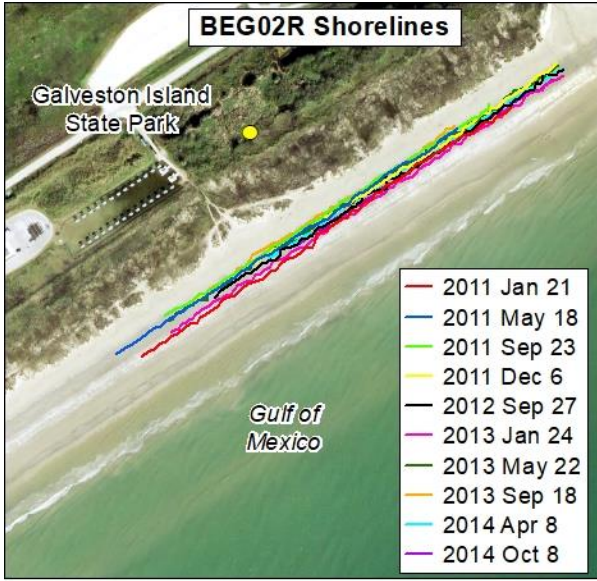 BEG02R Shorelines
Galveston Island
State Park
Gulf of
Mexico
2011 Jan 21
2011 May 18
2011 Sep 23
2011 Dec 6
2012 Sep 27
2013 Jan 24
2013 May 22
2013 Sep 18
2014 Apr 8
2014 Oct 8